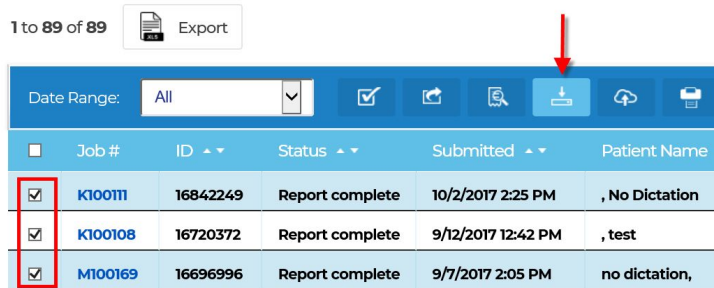 1 to 89 of 89 XLS Export
Date Range: All
Job # ID Status Submitted Patient Name
K100111 16842249 Report complete 10/2/2017 2:25 PM , No Dictation
K100108 16720372 Report complete 9/12/2017 12:42 PM , test
M100169 16696996 Report complete 9/7/2017 2:05 PM no dictation,